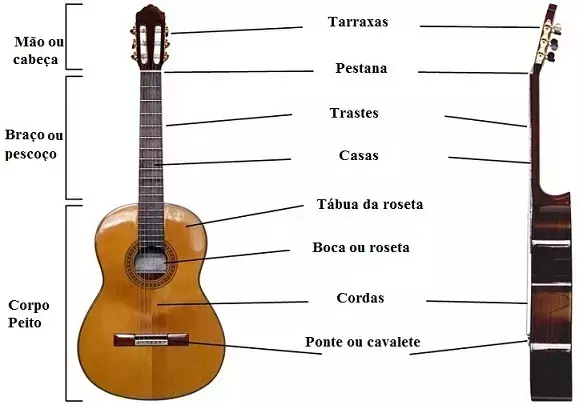 Tarraxas
Mão ou
cabeça
Pestana
Trastes
Braço ou
pescoço
Casas
Tábua da roseta
Boca ou roseta
Corpo
Peito
Cordas
Ponte ou cavalete